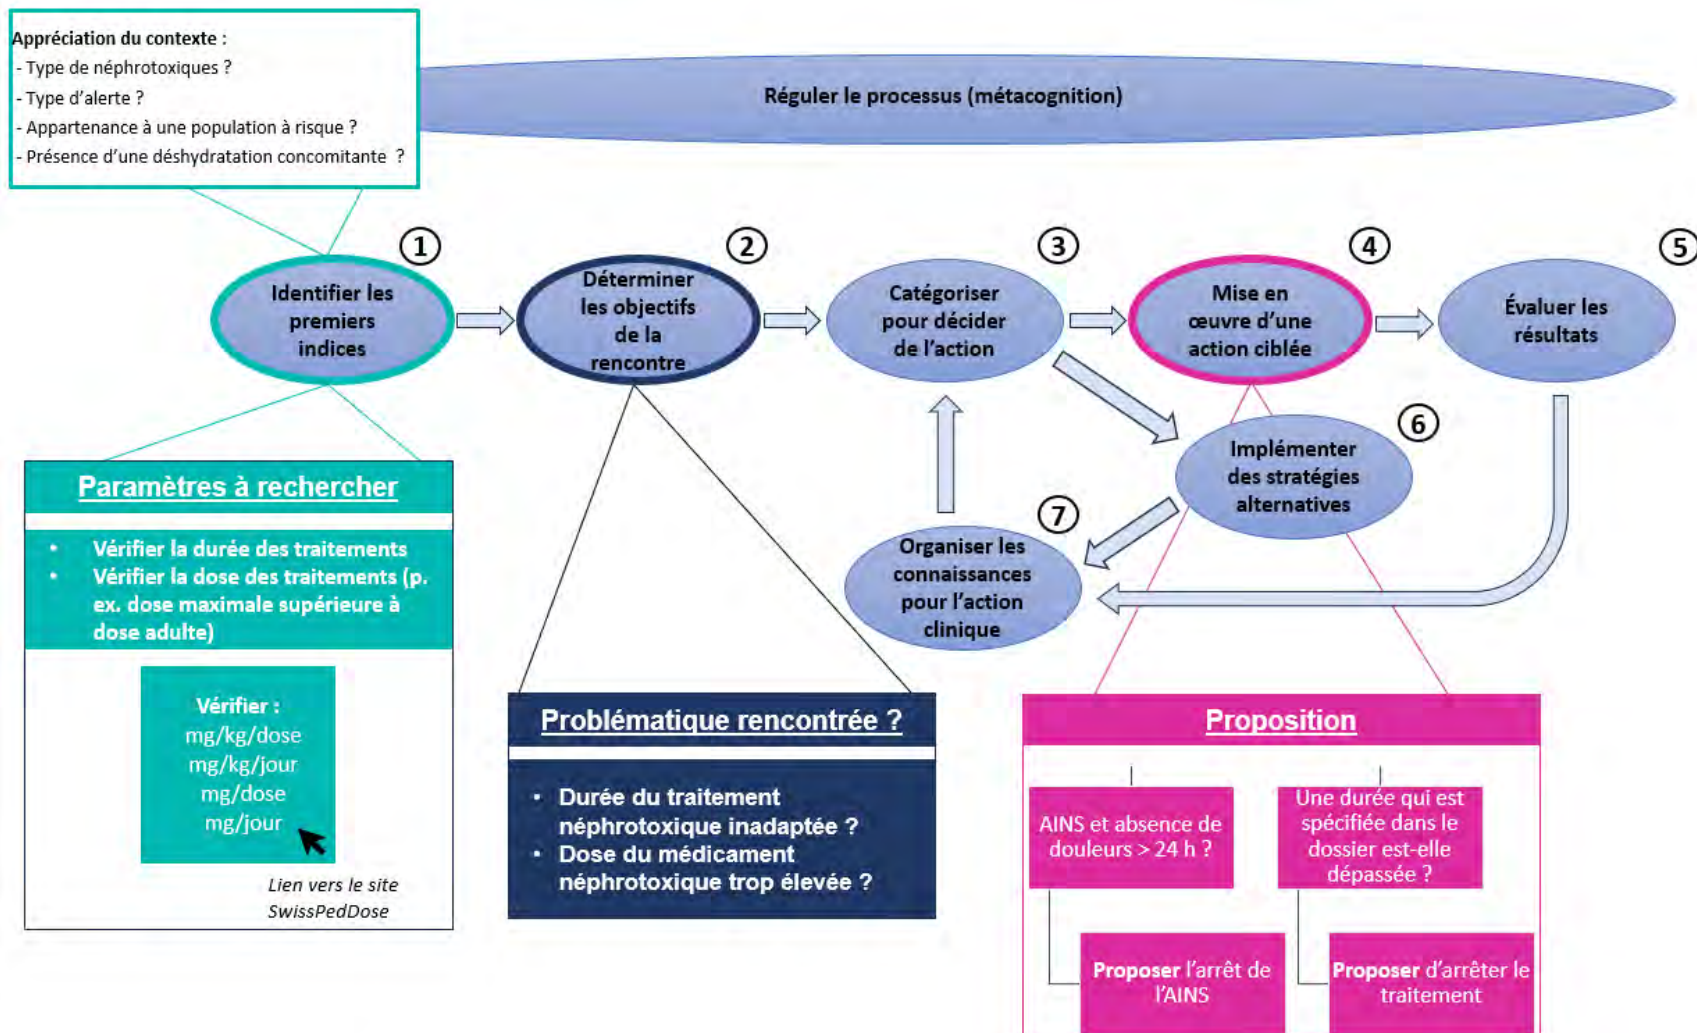 Appréciation du contexte :
- Type de néphrotoxiques ?
- Type d'alerte ?
- Appartenance à une population à risque ?
- Présence d'une déshydratation concomitante ?
Réguler le processus (métacognition)
1
Identifier les
premiers
indices
2
Déterminer
les objectifs
de la
rencontre
3
Catégoriser
pour décider
de l'action
4
Mise en
œuvre d'une
action ciblée
5
Évaluer les
résultats
6
Implémenter
des stratégies
alternatives
7
Organiser les
connaissances
pour l'action
clinique
Paramètres à rechercher
• Vérifier la durée des traitements
• Vérifier la dose des traitements (p.
ex. dose maximale supérieure à
dose adulte)
Vérifier :
mg/kg/dose
mg/kg/jour
mg/dose
mg/jour
Lien vers le site
SwissPedDose
Problématique rencontrée ?
• Durée du traitement
néphrotoxique inadaptée ?
• Dose du médicament
néphrotoxique trop élevée ?
Proposition
AINS et absence de
douleurs > 24 h ?
Une durée qui est
spécifiée dans le
dossier est-elle
dépassée ?
Proposer l'arrêt de
l'AINS
Proposer d'arrêter le
traitement